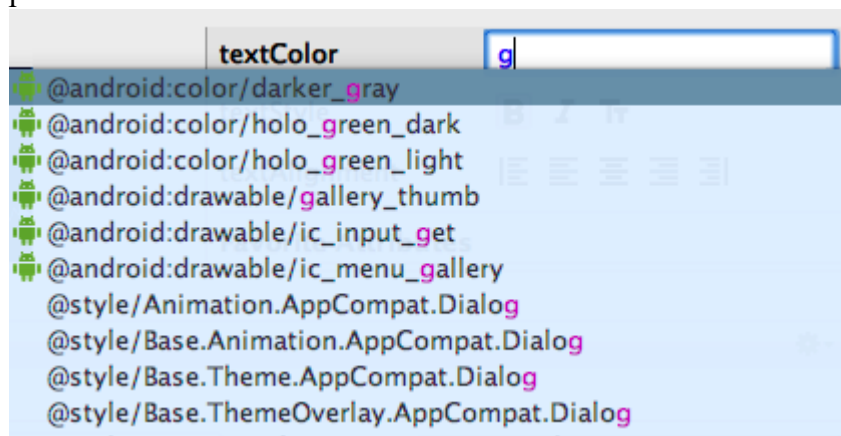 textColor g
@android:color/darker_gray
@android:color/holo_green_dark
@android:color/holo_green_light
@android:drawable/gallery_thumb
@android:drawable/ic_input_get
@android:drawable/ic_menu_gallery
@style/Animation.AppCompat.Dialog
@style/Base.Animation.AppCompat.Dialog
@style/Base.Theme.AppCompat.Dialog
@style/Base.ThemeOverlay.AppCompat.Dialog